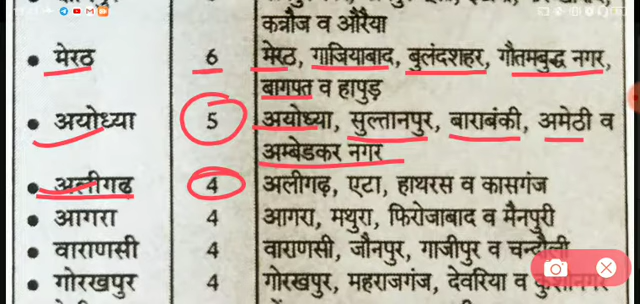 कन्नौज व औरैया
• मेरठ 6 मेरठ, गाजियाबाद, बुलंदशहर, गौतमबुद्ध नगर,
बागपत व हापुड़
• अयोध्या 5 अयोध्या, सुल्तानपुर, बाराबंकी, अमेठी व
अम्बेडकर नगर
• अलीगढ 4 अलीगढ़, एटा, हाथरस व कासगंज
• आगरा 4 आगरा, मथुरा, फिरोजाबाद व मैनपुरी
• वाराणसी 4 वाराणसी, जौनपुर, गाजीपुर व चन्दौली
• गोरखपुर 4 गोरखपुर, महराजगंज, देवरिया व कुशीनगर